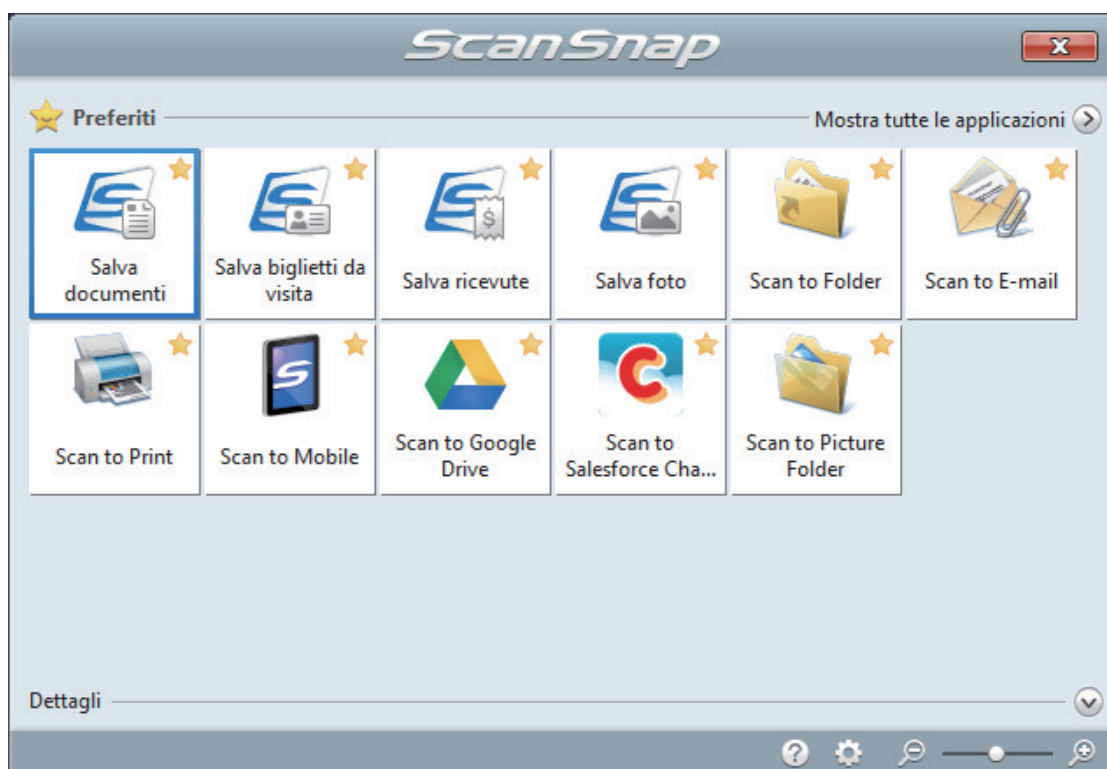 ScanSnap
Preferiti
Mostra tutte le applicazioni
Salva
documenti
Salva biglietti da
visita
Salva ricevute
Salva foto
Scan to Folder
Scan to E-mail
Scan to Print
Scan to Mobile
Scan to Google
Drive
Scan to
Salesforce Cha...
Scan to Picture
Folder
Dettagli